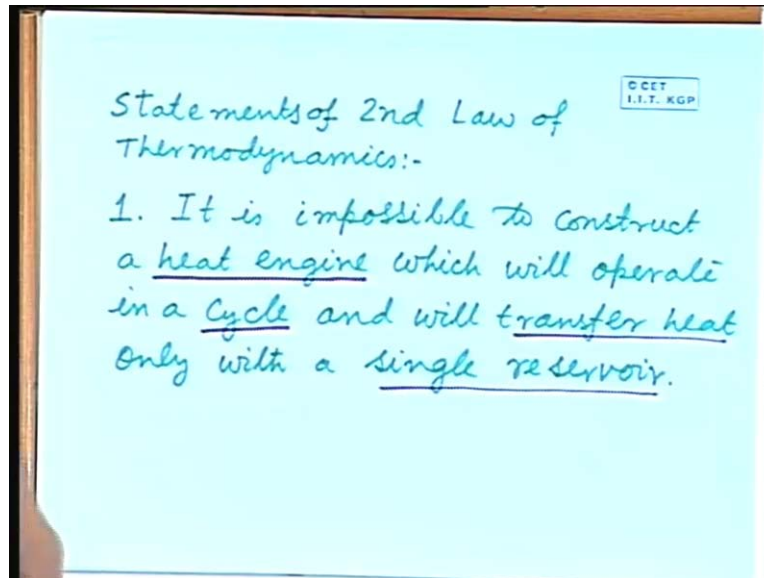 © CET
I.I.T. KGP
Statements of 2nd Law of
Thermodynamics:-
1. It is impossible to construct
a heat engine which will operate
in a cycle and will transfer heat
only with a single reservoir.